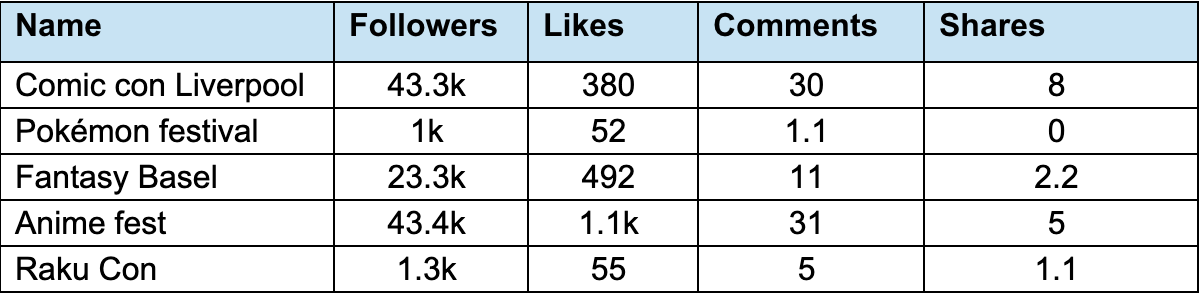 Name Followers Likes Comments Shares
Comic con Liverpool 43.3k 380 30 8
Pokémon festival 1k 52 1.1 0
Fantasy Basel 23.3k 492 11 2.2
Anime fest 43.4k 1.1k 31 5
Raku Con 1.3k 55 5 1.1